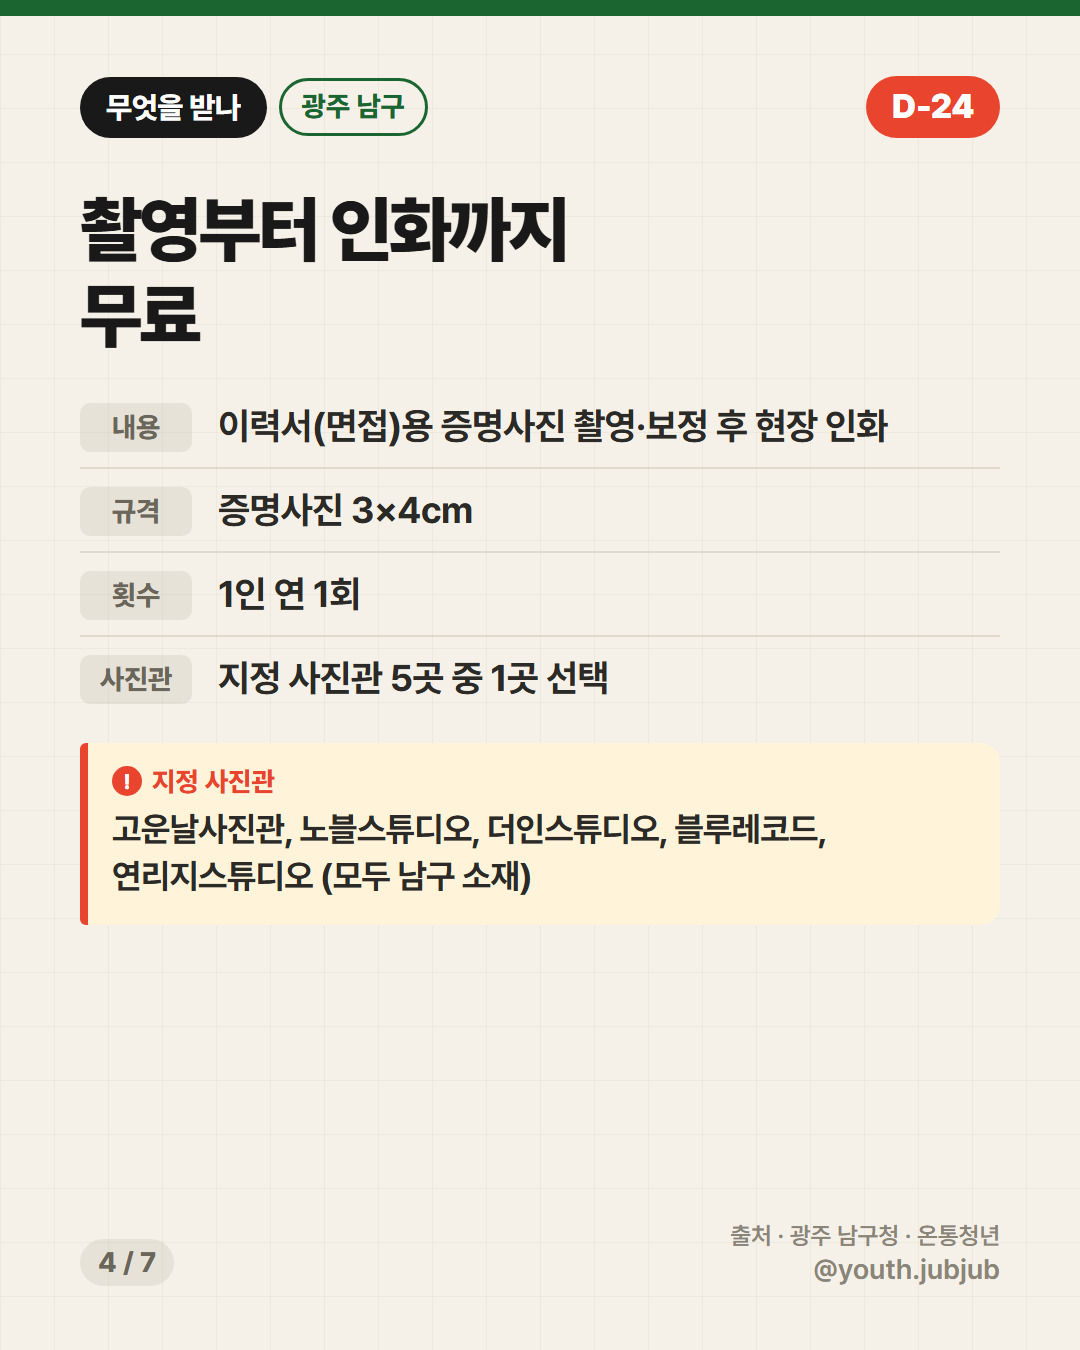 무엇을 받나
광주 남구
D-24
촬영부터 인화까지
무료
내용
이력서(면접)용 증명사진 촬영·보정 후 현장 인화
규격
증명사진 3×4cm
횟수
1인 연 1회
사진관
지정 사진관 5곳 중 1곳 선택
! 지정 사진관
고운날사진관, 노블스튜디오, 더인스튜디오, 블루레코드,
연리지스튜디오 (모두 남구 소재)
4 / 7
출처 · 광주 남구청 · 온통청년
@youth.jubjub